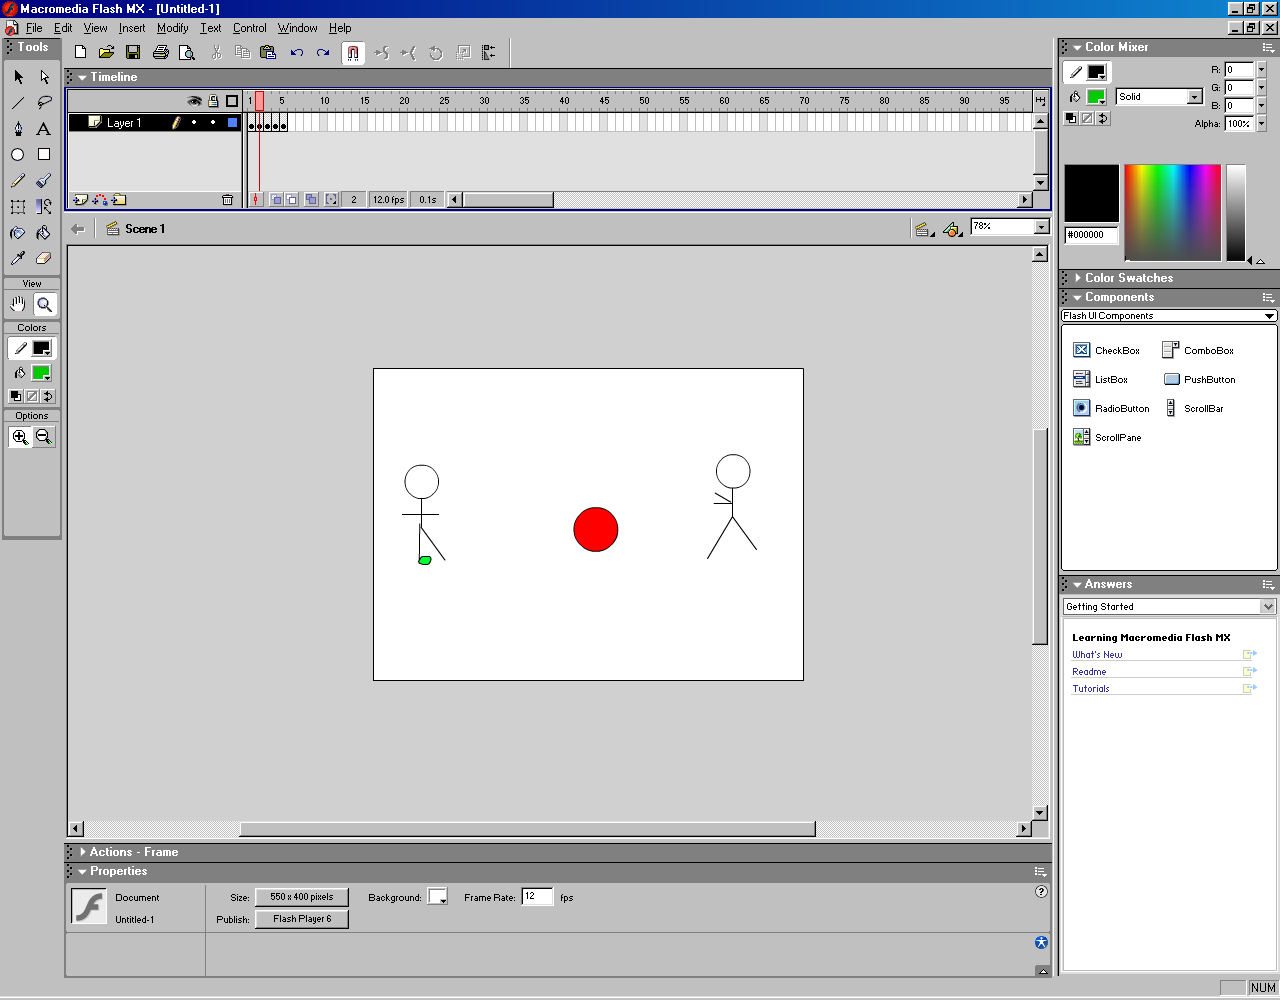 Macromedia Flash MX - [Untitled-1]
File Edit View Insert Modify Text Control Window Help
Tools
Timeline
1 5 10 15 20 25 30 35 40 45 50 55 60 65 70 75 80 85 90 95
Layer 1
2 12.0 fps 0.1s
Scene 1
78%
View
Colors
Options
Actions - Frame
Properties
Document
Untitled-1
Size: 550 x 400 pixels Background: Frame Rate: 12 fps
Publish: Flash Player 6
Color Mixer
R: 0
Solid
G: 0
B: 0
Alpha: 100%
#000000
Color Swatches
Components
Flash UI Components
CheckBox ComboBox
ListBox PushButton
RadioButton ScrollBar
ScrollPane
Answers
Getting Started
Learning Macromedia Flash MX
What's New
Readme
Tutorials
NUM